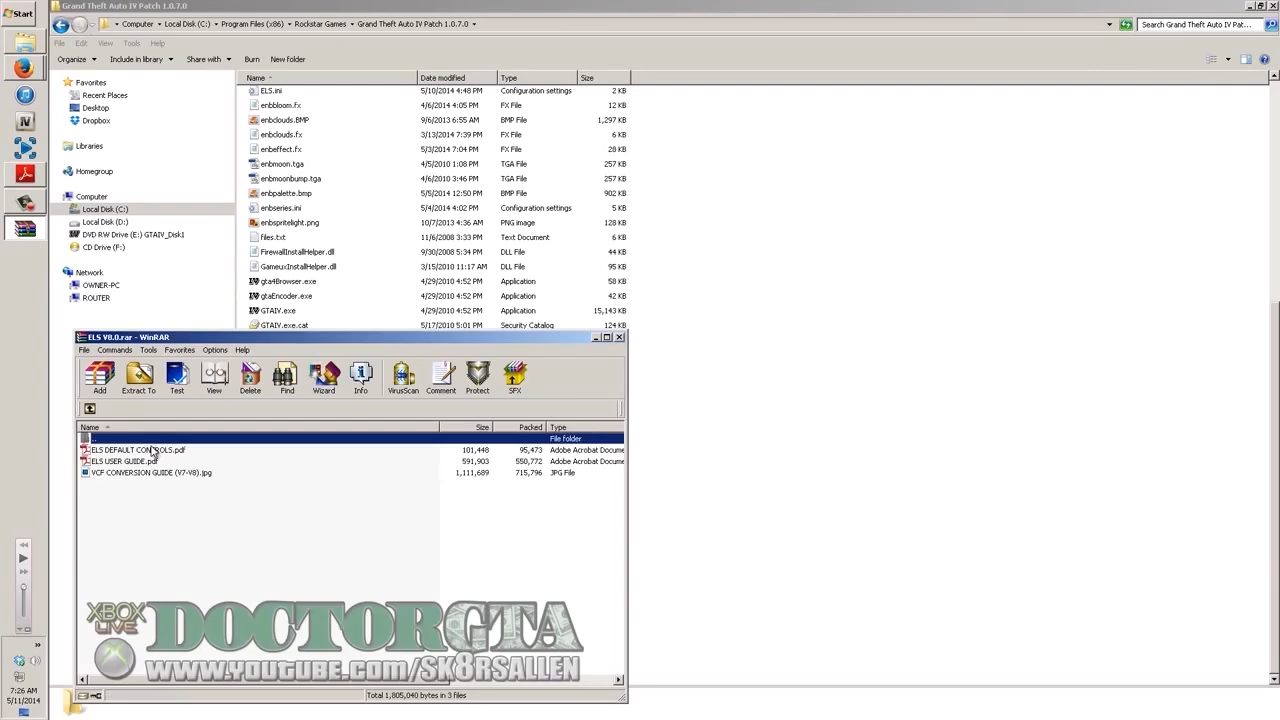 Grand Theft Auto IV Patch 1.0.7.0
Start
Computer ▸ Local Disk (C:) ▸ Program Files (x86) ▸ Rockstar Games ▸ Grand Theft Auto IV Patch 1.0.7.0
Search Grand Theft Auto IV Pat...
File Edit View Tools Help
Organize Include in library Share with Burn New folder
Name Date modified Type Size
Favorites
Recent Places
Desktop
Dropbox
Libraries
Homegroup
Computer
Local Disk (C:)
Local Disk (D:)
DVD RW Drive (E:) GTAIV_Disk1
CD Drive (F:)
Network
OWNER-PC
ROUTER
ELS.ini 5/10/2014 4:48 PM Configuration settings 2 KB
enbbloom.fx 4/6/2014 4:05 PM FX File 12 KB
enbclouds.BMP 9/6/2013 6:55 AM BMP File 1,297 KB
enbclouds.fx 3/13/2014 7:39 PM FX File 6 KB
enbeffect.fx 5/3/2014 7:04 PM FX File 28 KB
enbmoon.tga 4/5/2010 1:08 PM TGA File 257 KB
enbmoonbump.tga 4/6/2010 3:46 PM TGA File 257 KB
enbpalette.bmp 5/5/2014 12:50 PM BMP File 902 KB
enbseries.ini 5/4/2014 4:02 PM Configuration settings 5 KB
enbspritelight.png 10/7/2013 4:36 AM PNG image 128 KB
files.txt 11/6/2008 3:33 PM Text Document 6 KB
FirewallInstallHelper.dll 9/30/2008 5:34 PM DLL File 44 KB
GameuxInstallHelper.dll 3/15/2010 11:17 AM DLL File 95 KB
gta4Browser.exe 4/29/2010 4:52 PM Application 58 KB
gtaEncoder.exe 4/29/2010 4:52 PM Application 42 KB
GTAIV.exe 4/29/2010 4:52 PM Application 15,143 KB
GTAIV.exe.cat 5/17/2010 5:01 PM Security Catalog 124 KB
ELS V8.0.rar - WinRAR
File Commands Tools Favorites Options Help
Add Extract To Test View Delete Find Wizard Info VirusScan Comment Protect SFX
Name Size Packed Type
.. File folder
ELS DEFAULT CONTROLS.pdf 101,448 95,473 Adobe Acrobat Docume
ELS USER GUIDE.pdf 591,903 550,772 Adobe Acrobat Docume
VCF CONVERSION GUIDE (V7-V8).jpg 1,111,689 715,796 JPG File
XBOX LIVE DOCTORGTA
WWW.YOUTUBE.COM/SK8RSALLEN
Total 1,805,040 bytes in 3 files
7:26 AM
5/11/2014